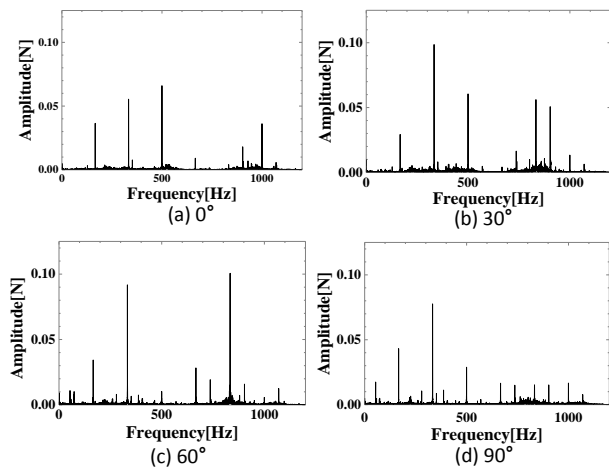 Amplitude[N]
0.10
0.05
0.00
0
500
1000
Frequency[Hz]
(a) 0°
Amplitude[N]
0.10
0.05
0.00
0
500
1000
Frequency[Hz]
(b) 30°
Amplitude[N]
0.10
0.05
0.00
0
500
1000
Frequency[Hz]
(c) 60°
Amplitude[N]
0.10
0.05
0.00
0
500
1000
Frequency[Hz]
(d) 90°